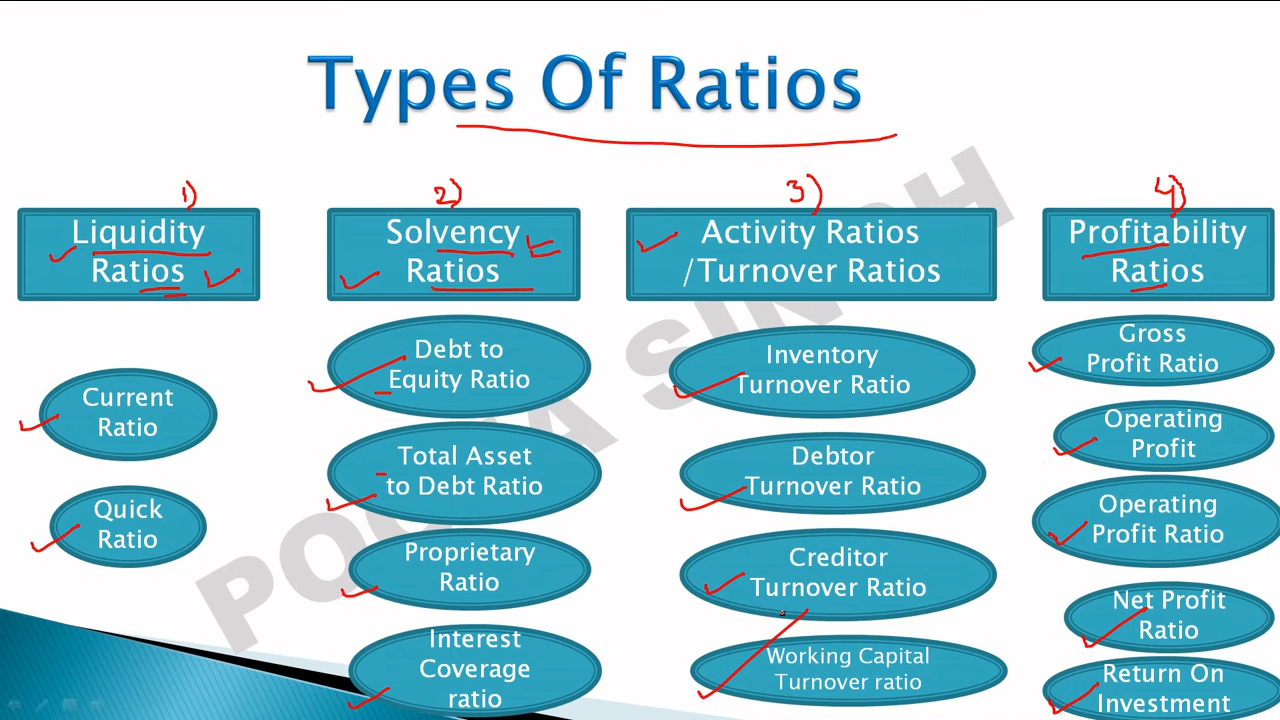 Types Of Ratios
1)
Liquidity
Ratios
Current
Ratio
Quick
Ratio
2)
Solvency
Ratios
Debt to
Equity Ratio
Total Asset
to Debt Ratio
Proprietary
Ratio
Interest
Coverage
ratio
3)
Activity Ratios
/Turnover Ratios
Inventory
Turnover Ratio
Debtor
Turnover Ratio
Creditor
Turnover Ratio
Working Capital
Turnover ratio
4)
Profitability
Ratios
Gross
Profit Ratio
Operating
Profit
Operating
Profit Ratio
Net Profit
Ratio
Return On
Investment